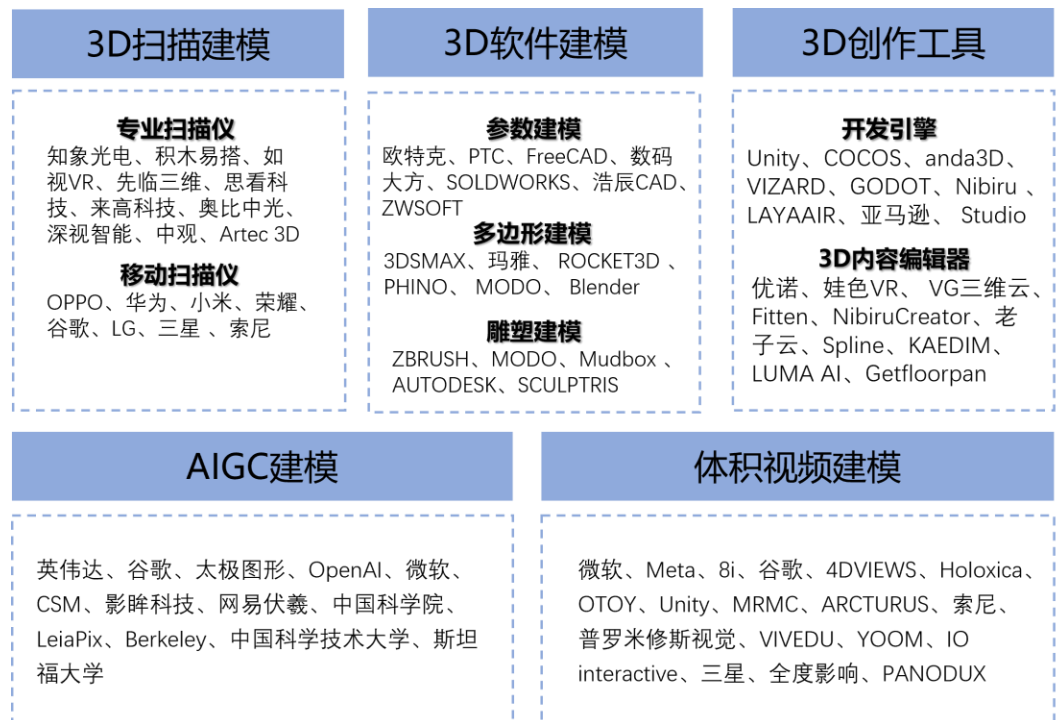 3D扫描建模
专业扫描仪
知象光电、积木易搭、如
视VR、先临三维、思看科
技、来高科技、奥比中光、
深视智能、中观、Artec 3D
移动扫描仪
OPPO、华为、小米、荣耀、
谷歌、LG、三星 、索尼
3D软件建模
参数建模
欧特克、PTC、FreeCAD、数码
大方、SOLDWORKS、浩辰CAD、
ZWSOFT
多边形建模
3DSMAX、玛雅、 ROCKET3D 、
PHINO、 MODO、 Blender
雕塑建模
ZBRUSH、MODO、Mudbox 、
AUTODESK、SCULPTRIS
3D创作工具
开发引擎
Unity、COCOS、anda3D、
VIZARD、GODOT、Nibiru 、
LAYAAIR、亚马逊、 Studio
3D内容编辑器
优诺、娃色VR、 VG三维云、
Fitten、NibiruCreator、老
子云、Spline、KAEDIM、
LUMA AI、Getfloorpan
AIGC建模
英伟达、谷歌、太极图形、OpenAI、微软、
CSM、影眸科技、网易伏羲、中国科学院、
LeiaPix、Berkeley、中国科学技术大学、斯坦
福大学
体积视频建模
微软、Meta、8i、谷歌、4DVIEWS、Holoxica、
OTOY、Unity、MRMC、ARCTURUS、索尼、
普罗米修斯视觉、VIVEDU、YOOM、IO
interactive、三星、全度影响、PANODUX